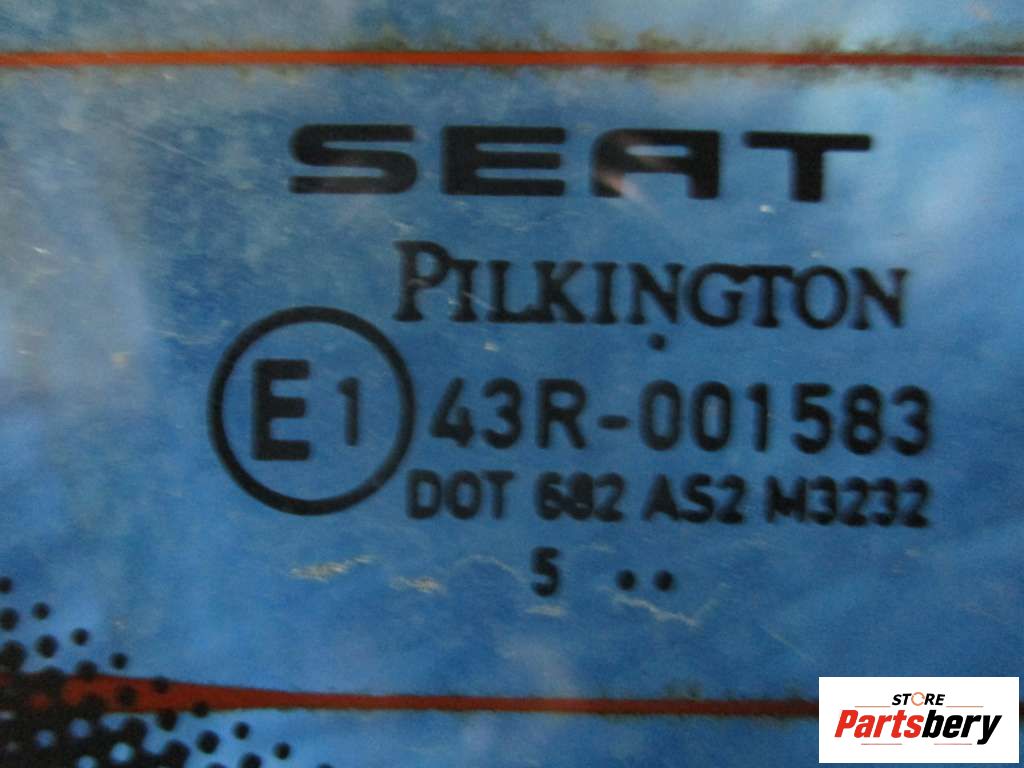 SEAT
PILKINGTON
E1 43R-001583
DOT 682 AS2 M3232
5 ..
STORE
Partsbery